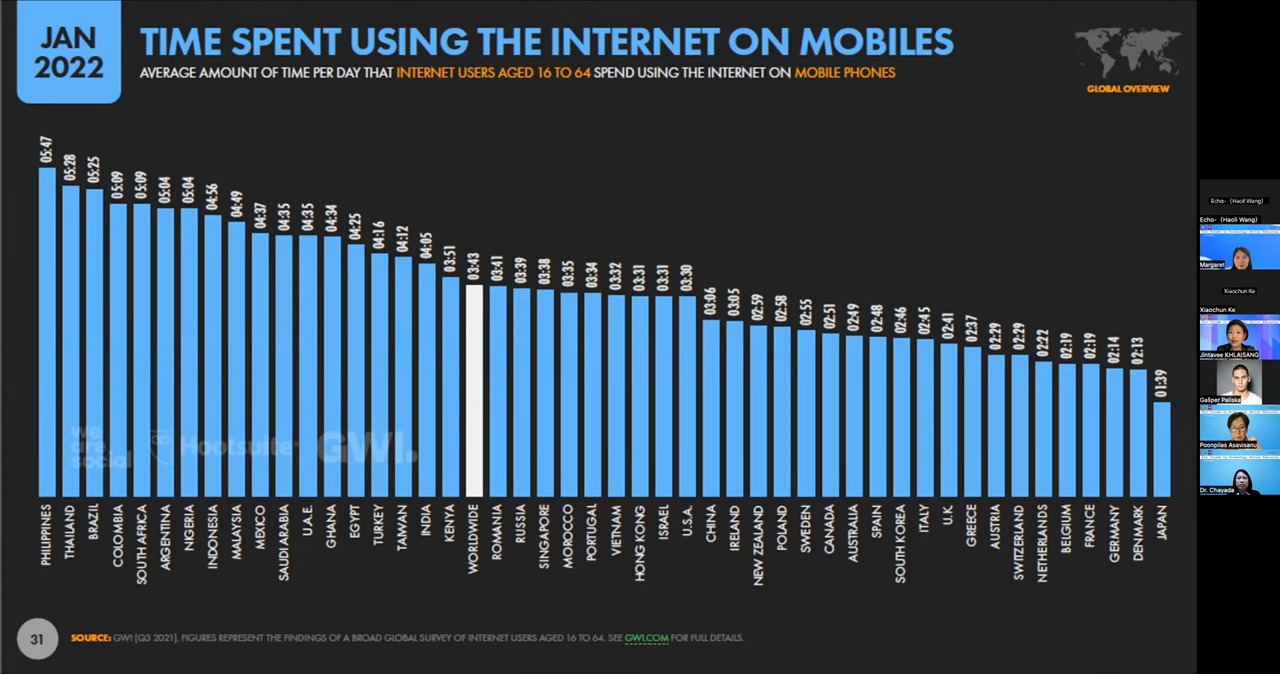 JAN
2022
TIME SPENT USING THE INTERNET ON MOBILES
AVERAGE AMOUNT OF TIME PER DAY THAT INTERNET USERS AGED 16 TO 64 SPEND USING THE INTERNET ON MOBILE PHONES
GLOBAL OVERVIEW
05:47
05:28
05:25
05:09
05:09
05:04
05:04
04:56
04:49
04:37
04:35
04:35
04:34
04:25
04:16
04:12
04:05
03:51
03:43
03:41
03:39
03:38
03:35
03:34
03:32
03:31
03:31
03:30
03:06
03:05
02:59
02:58
02:55
02:51
02:49
02:48
02:46
02:45
02:41
02:37
02:29
02:29
02:22
02:19
02:19
02:14
02:13
01:39
we
are
social
Hootsuite
GWI.
PHILIPPINES
THAILAND
BRAZIL
COLOMBIA
SOUTH AFRICA
ARGENTINA
NIGERIA
INDONESIA
MALAYSIA
MEXICO
SAUDI ARABIA
U.A.E.
GHANA
EGYPT
TURKEY
TAIWAN
INDIA
KENYA
WORLDWIDE
ROMANIA
RUSSIA
SINGAPORE
MOROCCO
PORTUGAL
VIETNAM
HONG KONG
ISRAEL
U.S.A.
CHINA
IRELAND
NEW ZEALAND
POLAND
SWEDEN
CANADA
AUSTRALIA
SPAIN
SOUTH KOREA
ITALY
U.K.
GREECE
AUSTRIA
SWITZERLAND
NETHERLANDS
BELGIUM
FRANCE
GERMANY
DENMARK
JAPAN
31
SOURCE: GWI (Q3 2021). FIGURES REPRESENT THE FINDINGS OF A BROAD GLOBAL SURVEY OF INTERNET USERS AGED 16 TO 64. SEE GWI.COM FOR FULL DETAILS.
Echo- (Haoli Wang)
Echo- (Haoli Wang)
Margaret
Xiaochun Ke
Xiaochun Ke
Jintavee KHLAISANG
Gašper Paliska
Poonpilas Asavisanu
Dr. Chayada